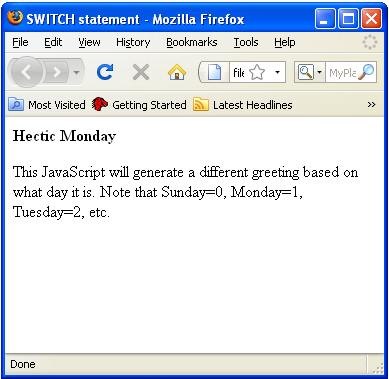 SWITCH statement - Mozilla Firefox
File Edit View History Bookmarks Tools Help
file MyPla
Most Visited Getting Started Latest Headlines »
Hectic Monday
This JavaScript will generate a different greeting based on
what day it is. Note that Sunday=0, Monday=1,
Tuesday=2, etc.
Done